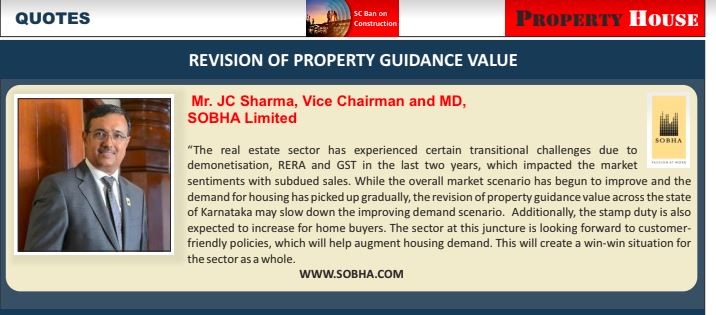 QUOTES
SC Ban on
Construction
PROPERTY HOUSE
REVISION OF PROPERTY GUIDANCE VALUE
Mr. JC Sharma, Vice Chairman and MD,
SOBHA Limited
SOBHA
PASSION AT WORK
“The real estate sector has experienced certain transitional challenges due to
demonetisation, RERA and GST in the last two years, which impacted the market
sentiments with subdued sales. While the overall market scenario has begun to improve and the
demand for housing has picked up gradually, the revision of property guidance value across the state
of Karnataka may slow down the improving demand scenario. Additionally, the stamp duty is also
expected to increase for home buyers. The sector at this juncture is looking forward to customer-
friendly policies, which will help augment housing demand. This will create a win-win situation for
the sector as a whole.
WWW.SOBHA.COM